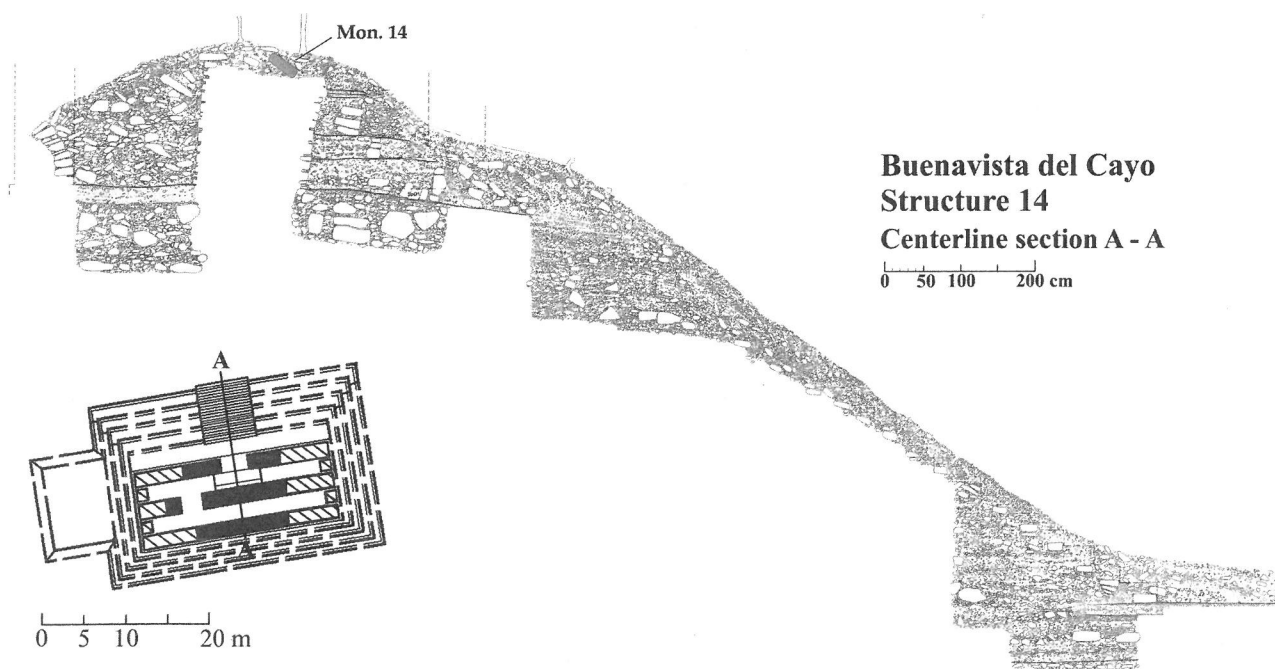 Mon. 14
Buenavista del Cayo
Structure 14
Centerline section A - A
0 50 100 200 cm
A
A
0 5 10 20 m